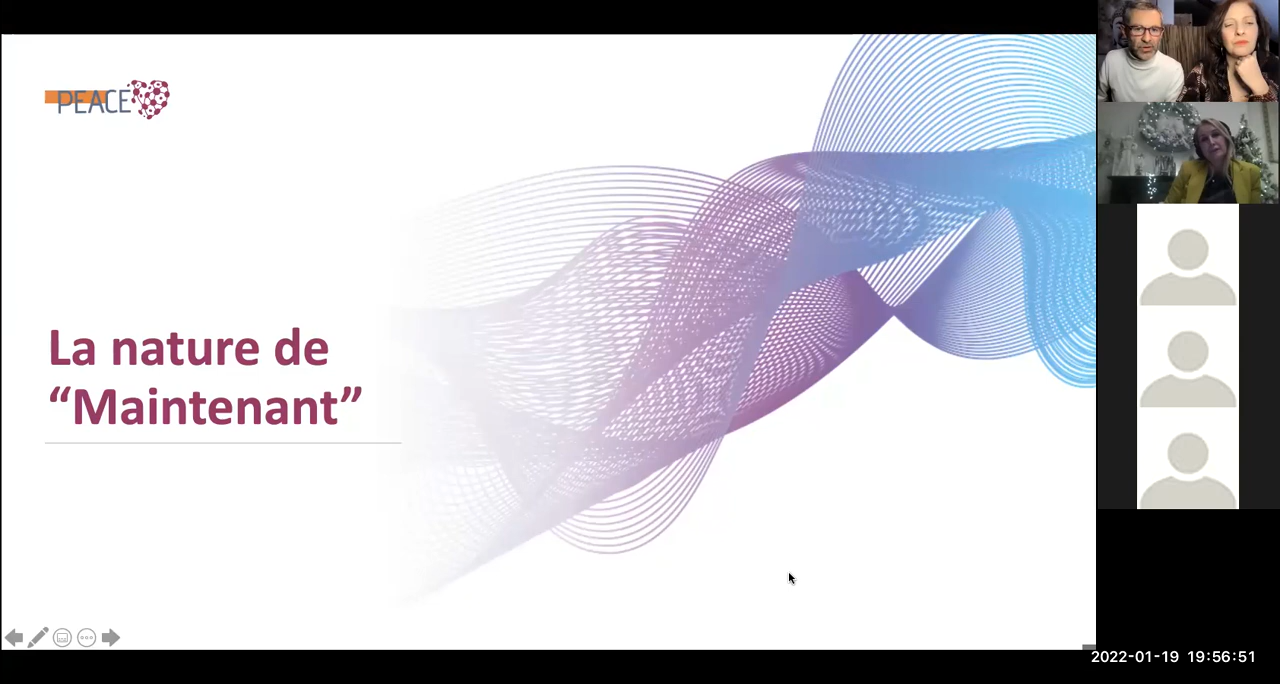 PEACE
La nature de
“Maintenant”
2022-01-19 19:56:51